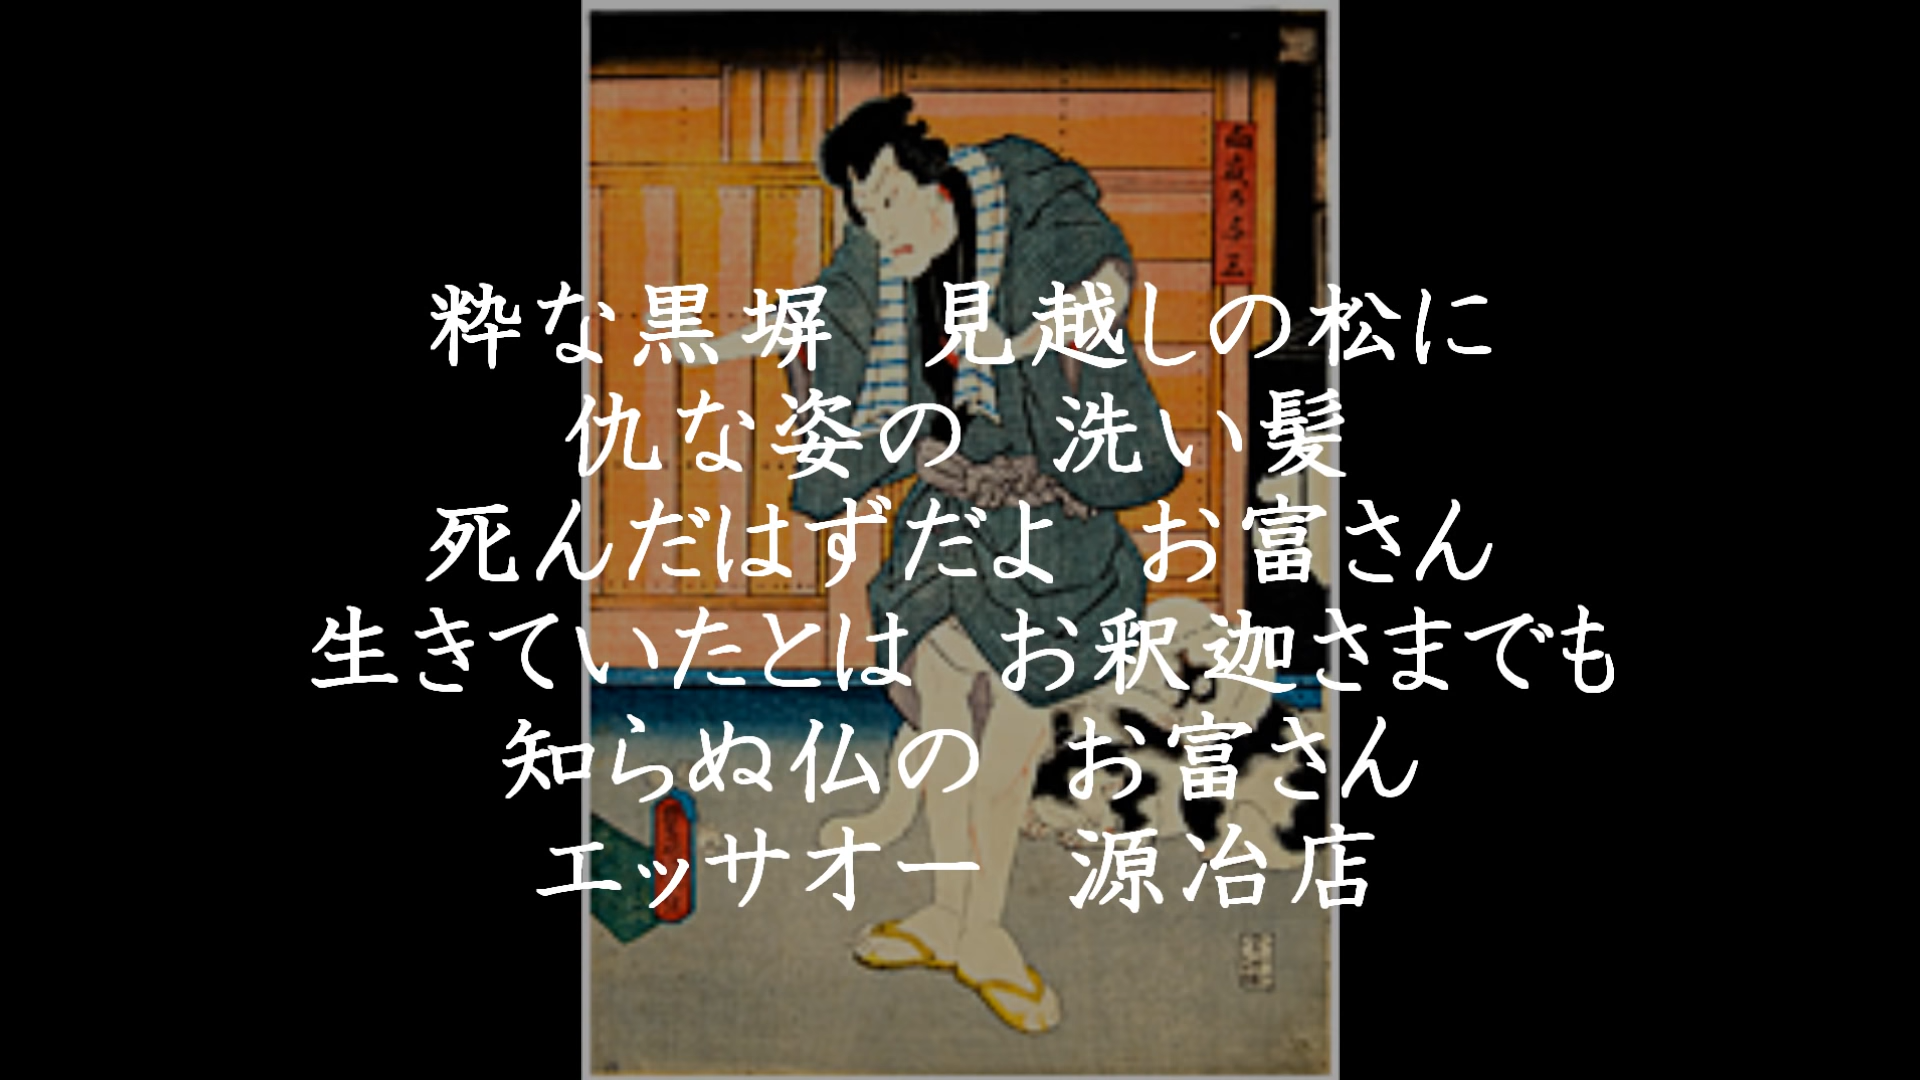 粋な黒塀　見越しの松に
仇な姿の　洗い髪
死んだはずだよ　お富さん
生きていたとは　お釈迦さまでも
知らぬ仏の　お富さん
エッサオー　源冶店